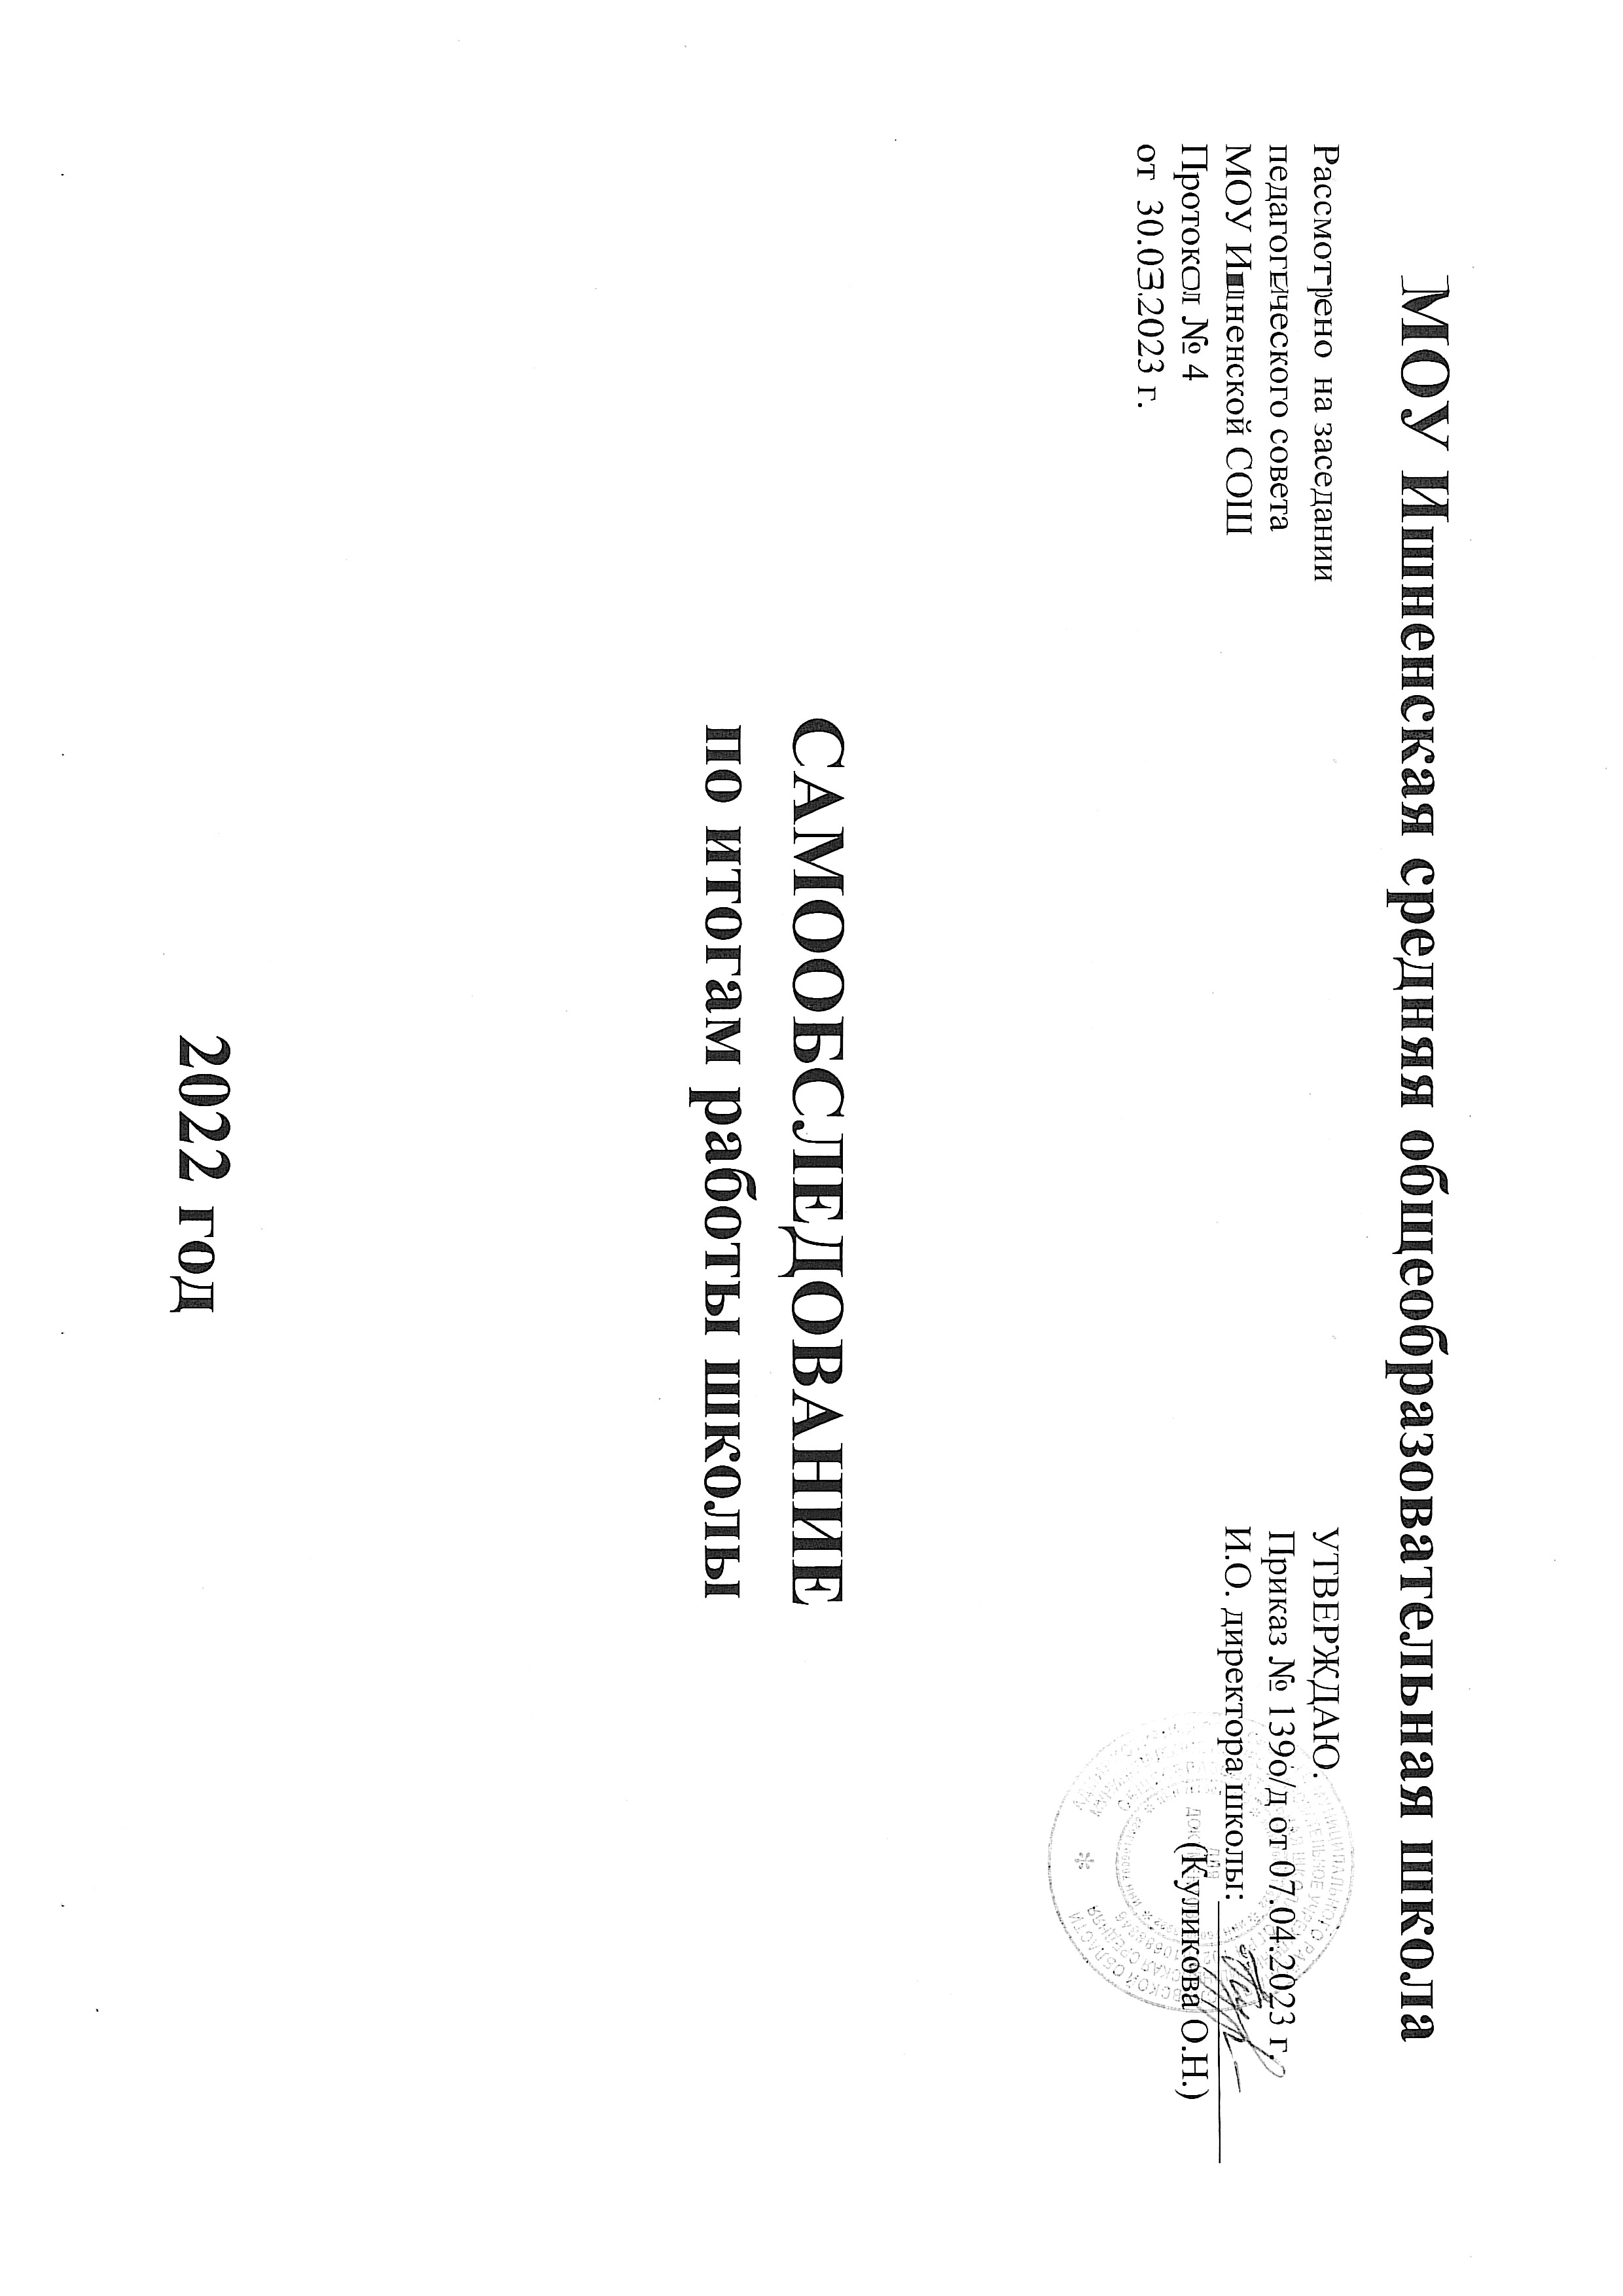 МОУ Ишненская средняя общеобразовательная школа
Рассмотрено на заседании
педагогического совета
МОУ Ишненской СОШ
Протокол № 4
от 30.03.2023 г.
УТВЕРЖДАЮ.
Приказ № 139о/д от 07.04.2023 г.
И.О. директора школы:
(Куликова О.Н.)
САМООБСЛЕДОВАНИЕ
по итогам работы школы
2022 год